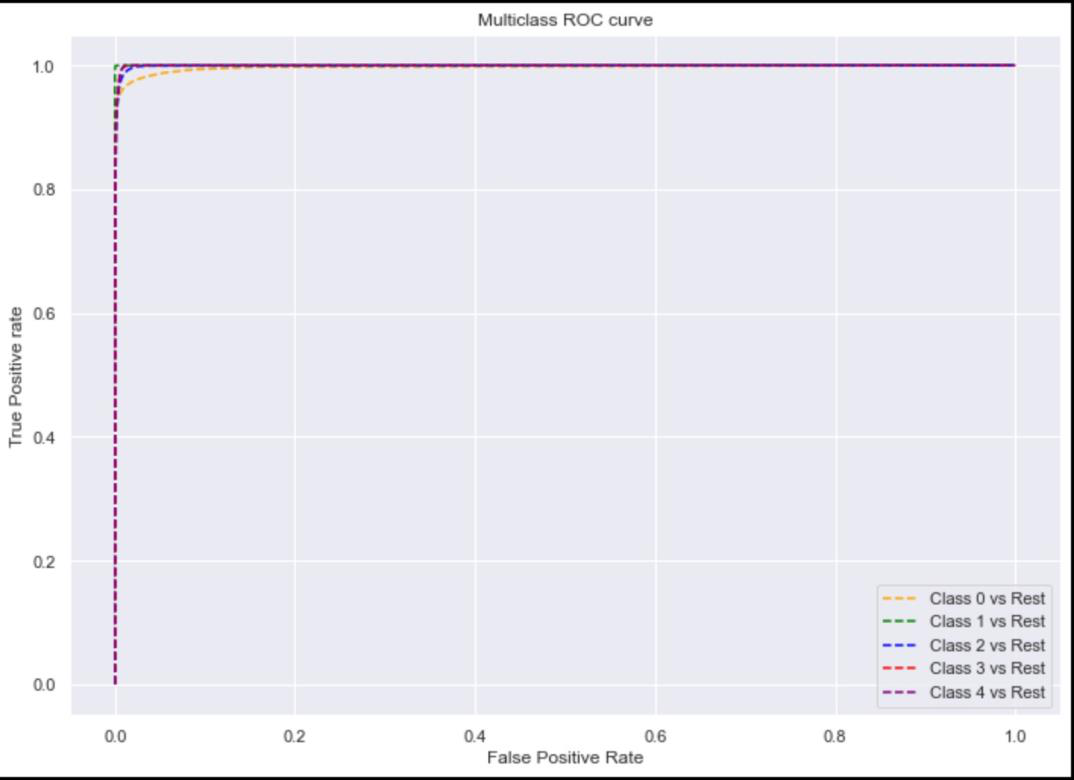 Multiclass ROC curve
1.0
0.8
0.6
0.4
0.2
0.0
True Positive rate
0.0 0.2 0.4 0.6 0.8 1.0
False Positive Rate
Class 0 vs Rest
Class 1 vs Rest
Class 2 vs Rest
Class 3 vs Rest
Class 4 vs Rest